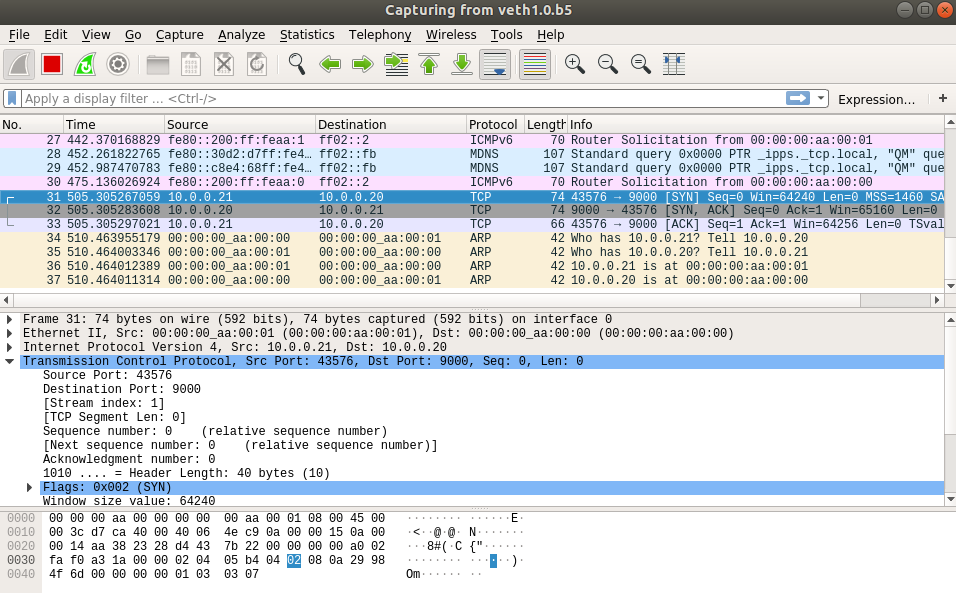 Capturing from veth1.0.b5
File Edit View Go Capture Analyze Statistics Telephony Wireless Tools Help
Apply a display filter … <Ctrl-/> Expression… +
No. Time Source Destination Protocol Length Info
27 442.370168829 fe80::200:ff:feaa:1 ff02::2 ICMPv6 70 Router Solicitation from 00:00:00:aa:00:01
28 452.261822765 fe80::30d2:d7ff:fe4… ff02::fb MDNS 107 Standard query 0x0000 PTR _ipps._tcp.local, "QM" que
29 452.987470783 fe80::c8e4:68ff:fe4… ff02::fb MDNS 107 Standard query 0x0000 PTR _ipps._tcp.local, "QM" que
30 475.136026924 fe80::200:ff:feaa:0 ff02::2 ICMPv6 70 Router Solicitation from 00:00:00:aa:00:00
31 505.305267059 10.0.0.21 10.0.0.20 TCP 74 43576 → 9000 [SYN] Seq=0 Win=64240 Len=0 MSS=1460 SA
32 505.305283608 10.0.0.20 10.0.0.21 TCP 74 9000 → 43576 [SYN, ACK] Seq=0 Ack=1 Win=65160 Len=0
33 505.305297021 10.0.0.21 10.0.0.20 TCP 66 43576 → 9000 [ACK] Seq=1 Ack=1 Win=64256 Len=0 TSval
34 510.463955179 00:00:00_aa:00:00 00:00:00_aa:00:01 ARP 42 Who has 10.0.0.21? Tell 10.0.0.20
35 510.464003346 00:00:00_aa:00:01 00:00:00_aa:00:00 ARP 42 Who has 10.0.0.20? Tell 10.0.0.21
36 510.464012389 00:00:00_aa:00:01 00:00:00_aa:00:00 ARP 42 10.0.0.21 is at 00:00:00:aa:00:01
37 510.464011314 00:00:00_aa:00:00 00:00:00_aa:00:01 ARP 42 10.0.0.20 is at 00:00:00:aa:00:00
Frame 31: 74 bytes on wire (592 bits), 74 bytes captured (592 bits) on interface 0
Ethernet II, Src: 00:00:00_aa:00:01 (00:00:00:aa:00:01), Dst: 00:00:00_aa:00:00 (00:00:00:aa:00:00)
Internet Protocol Version 4, Src: 10.0.0.21, Dst: 10.0.0.20
Transmission Control Protocol, Src Port: 43576, Dst Port: 9000, Seq: 0, Len: 0
Source Port: 43576
Destination Port: 9000
[Stream index: 1]
[TCP Segment Len: 0]
Sequence number: 0 (relative sequence number)
[Next sequence number: 0 (relative sequence number)]
Acknowledgment number: 0
1010 .... = Header Length: 40 bytes (10)
Flags: 0x002 (SYN)
Window size value: 64240
0000 00 00 00 aa 00 00 00 00 00 aa 00 01 08 00 45 00 ········ ······E·
0010 00 3c d7 ca 40 00 40 06 4e c9 0a 00 00 15 0a 00 ·<··@·@· N·······
0020 00 14 aa 38 23 28 d4 43 7b 22 00 00 00 00 a0 02 ···8#(·C {"······
0030 fa f0 a3 1a 00 00 02 04 05 b4 04 02 08 0a 29 98 ········ ······)·
0040 4f 6d 00 00 00 00 01 03 03 07 Om······ ··